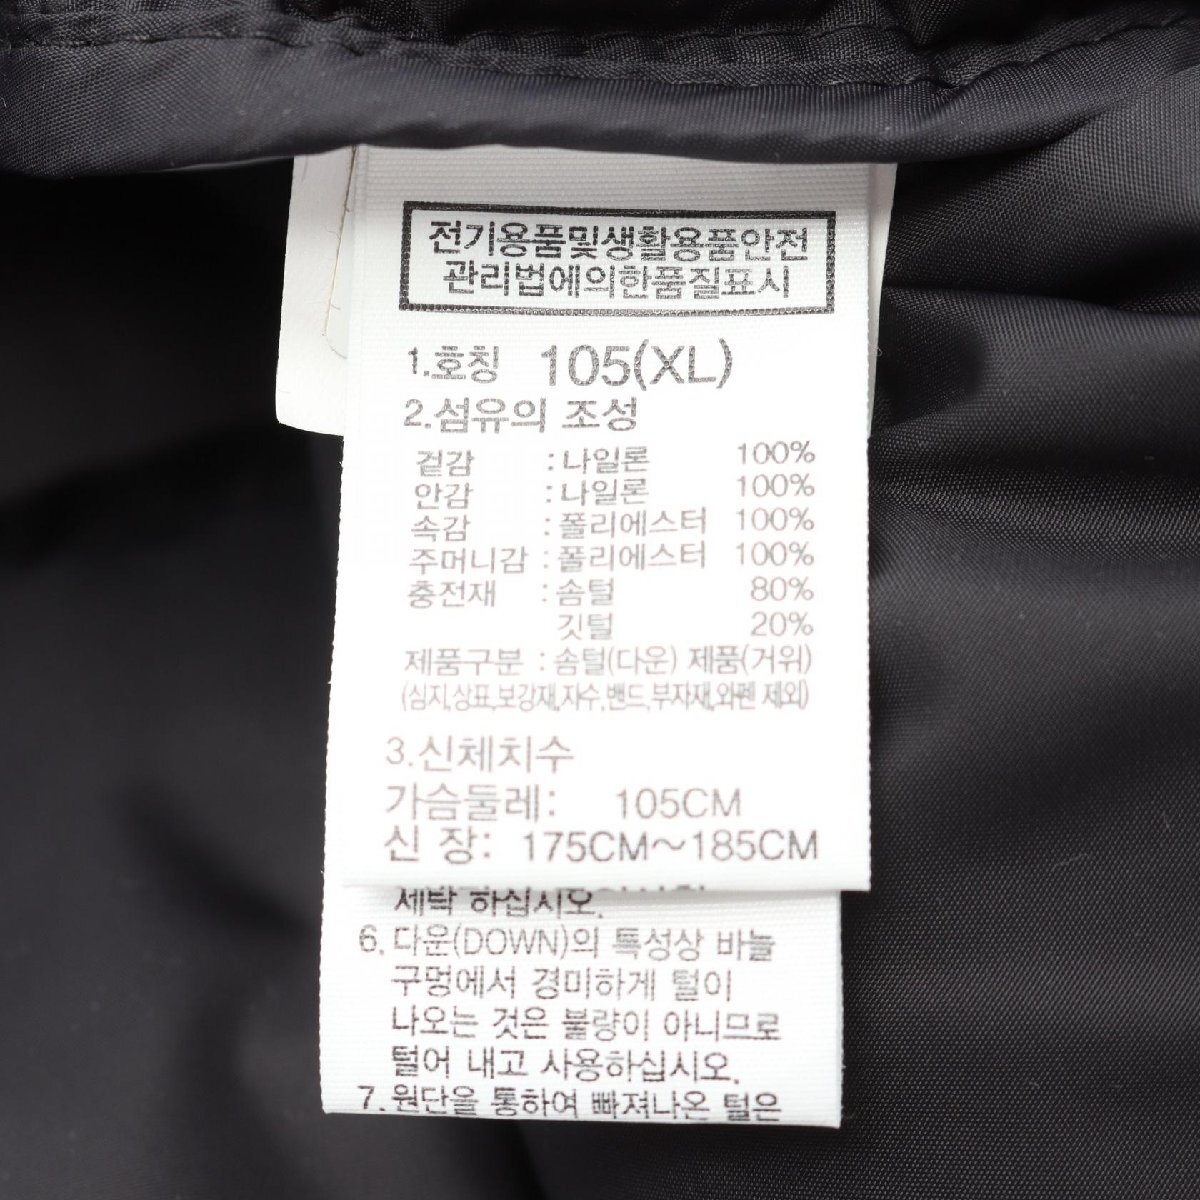 전기용품및생활용품안전
관리법에의한품질표시
1.호칭 105(XL)
2.섬유의 조성
겉감 :나일론 100%
안감 :나일론 100%
속감 :폴리에스터 100%
주머니감 :폴리에스터 100%
충전재 :솜털 80%
깃털 20%
제품구분 : 솜털(다운) 제품(거위)
(심지,상표,보강재,자수,밴드,부자재,와펜 제외)
3.신체치수
가슴둘레: 105CM
신 장: 175CM~185CM
세탁 하십시오.
6. 다운(DOWN)의 특성상 바늘
구멍에서 경미하게 털이
나오는 것은 불량이 아니므로
털어 내고 사용하십시오.
7. 원단을 통하여 빠져나온 털은